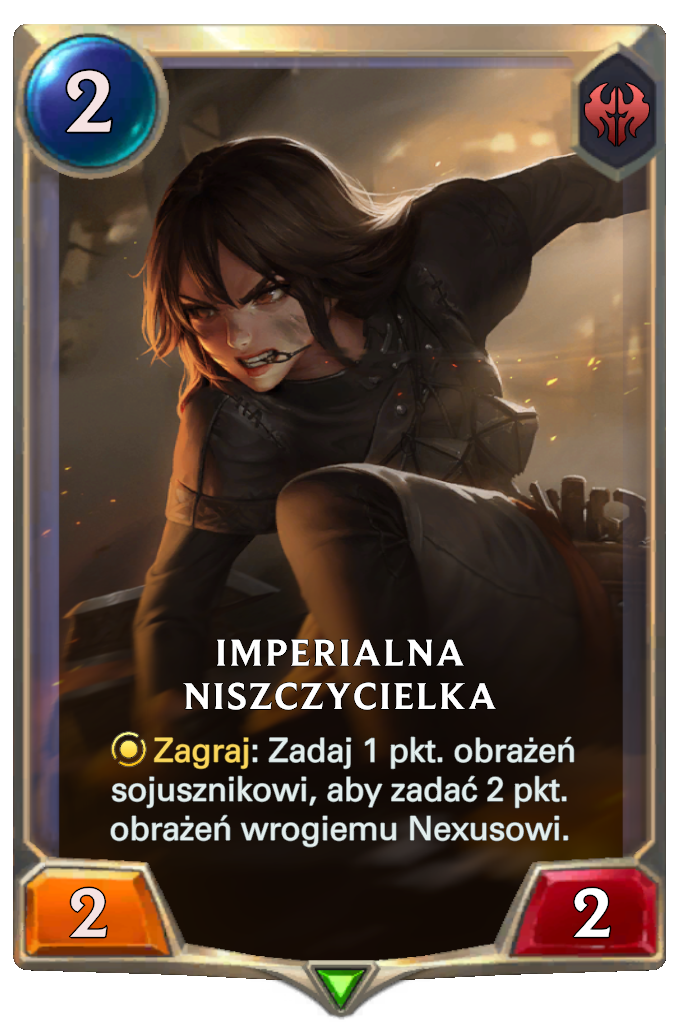 2
IMPERIALNA
NISZCZYCIELKA
Zagraj: Zadaj 1 pkt. obrażeń
sojusznikowi, aby zadać 2 pkt.
obrażeń wrogiemu Nexusowi.
2
2